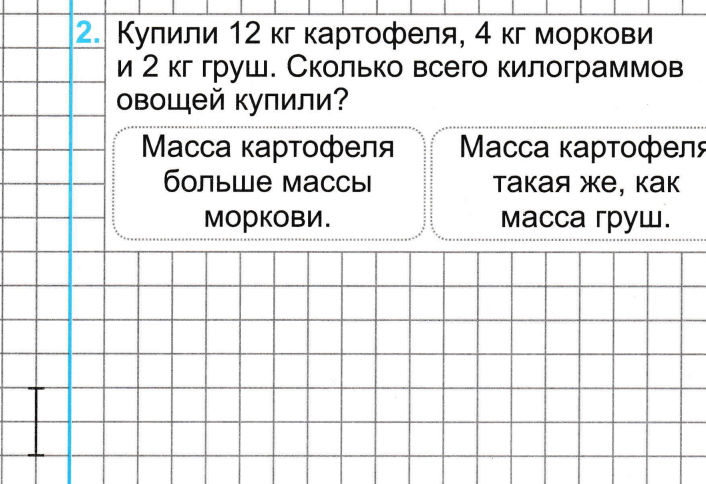 2. Купили 12 кг картофеля, 4 кг моркови
и 2 кг груш. Сколько всего килограммов
овощей купили?
Масса картофеля
больше массы
моркови.
Масса картофеля
такая же, как
масса груш.